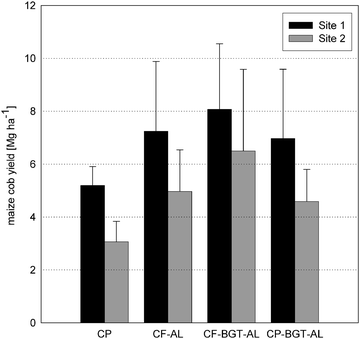 12
10
8
6
4
2
0
maize cob yield [Mg ha⁻¹]
Site 1
Site 2
CP
CF-AL
CF-BGT-AL
CP-BGT-AL